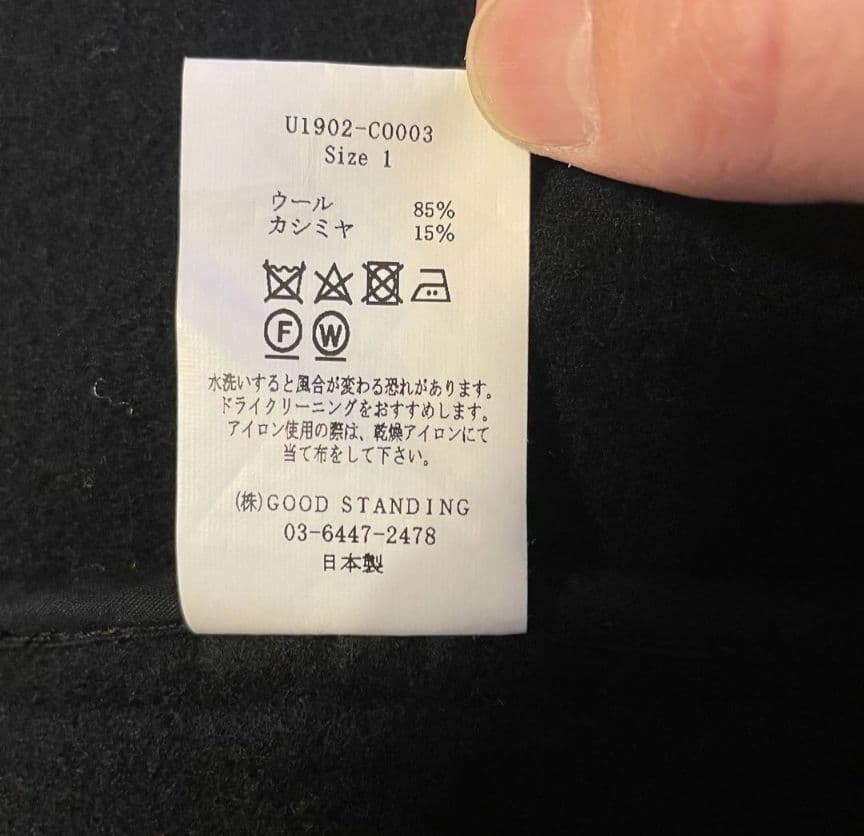 U1902-C0003
Size 1
ウール 85%
カシミヤ 15%
F W
水洗いすると風合が変わる恐れがあります。
ドライクリーニングをおすすめします。
アイロン使用の際は、乾燥アイロンにて
当て布をして下さい。
(株)GOOD STANDING
03-6447-2478
日本製